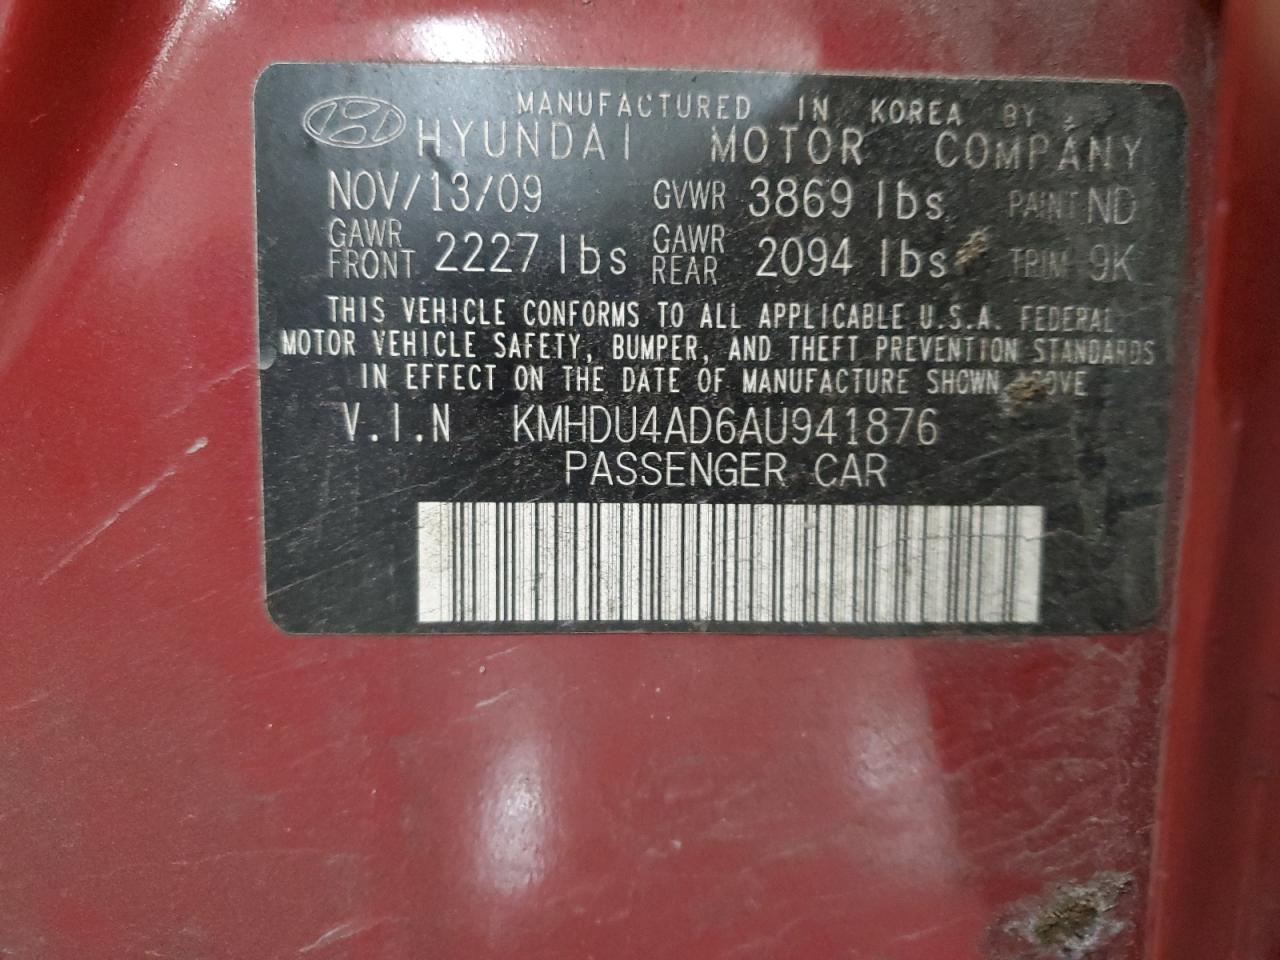 MANUFACTURED IN KOREA BY
HYUNDAI MOTOR COMPANY
NOV/13/09 GVWR 3869 lbs PAINT ND
GAWR FRONT 2227 lbs GAWR REAR 2094 lbs TRIM 9K
THIS VEHICLE CONFORMS TO ALL APPLICABLE U.S.A. FEDERAL
MOTOR VEHICLE SAFETY, BUMPER, AND THEFT PREVENTION STANDARDS
IN EFFECT ON THE DATE OF MANUFACTURE SHOWN ABOVE
V.I.N KMHDU4AD6AU941876
PASSENGER CAR